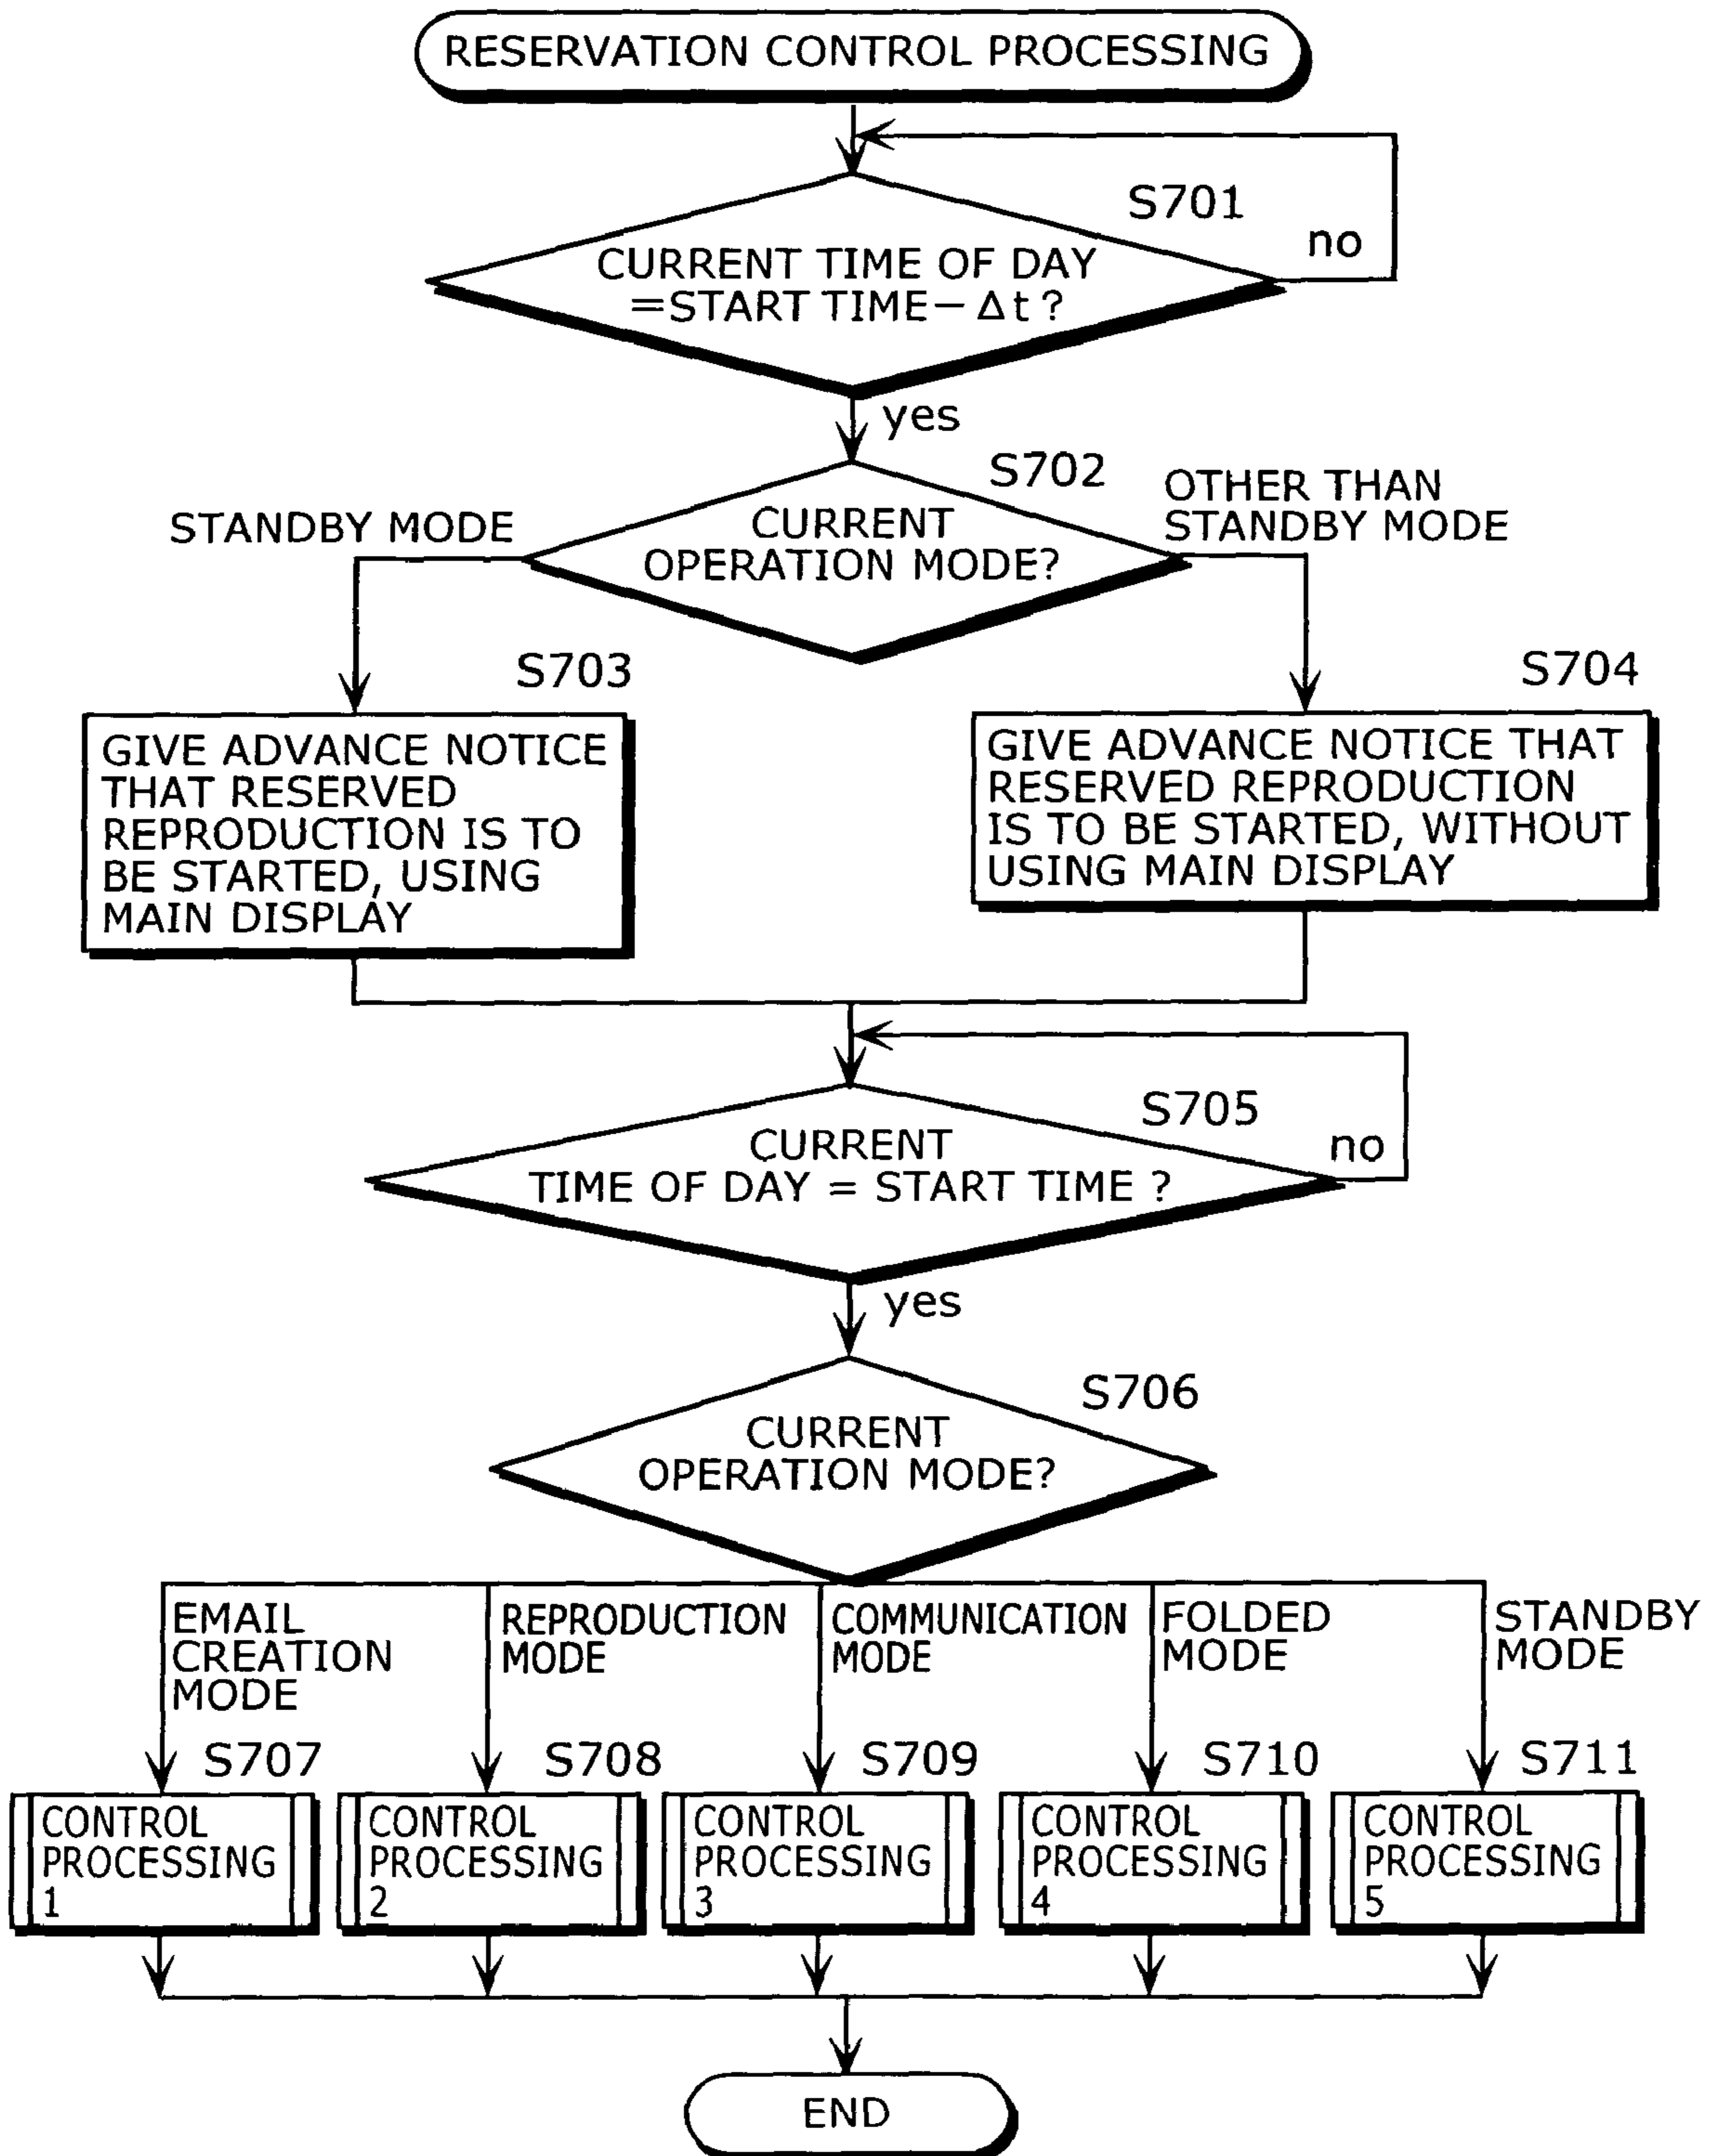 RESERVATION CONTROL PROCESSING
S701
no
CURRENT TIME OF DAY
=START TIME−Δt?
yes
S702
STANDBY MODE
OTHER THAN
STANDBY MODE
CURRENT
OPERATION MODE?
S703
GIVE ADVANCE NOTICE
THAT RESERVED
REPRODUCTION IS TO
BE STARTED, USING
MAIN DISPLAY
S704
GIVE ADVANCE NOTICE THAT
RESERVED REPRODUCTION
IS TO BE STARTED, WITHOUT
USING MAIN DISPLAY
S705
no
CURRENT
TIME OF DAY = START TIME ?
yes
S706
CURRENT
OPERATION MODE?
EMAIL
CREATION
MODE
REPRODUCTION
MODE
COMMUNICATION
MODE
FOLDED
MODE
STANDBY
MODE
S707
CONTROL
PROCESSING
1
S708
CONTROL
PROCESSING
2
S709
CONTROL
PROCESSING
3
S710
CONTROL
PROCESSING
4
S711
CONTROL
PROCESSING
5
END